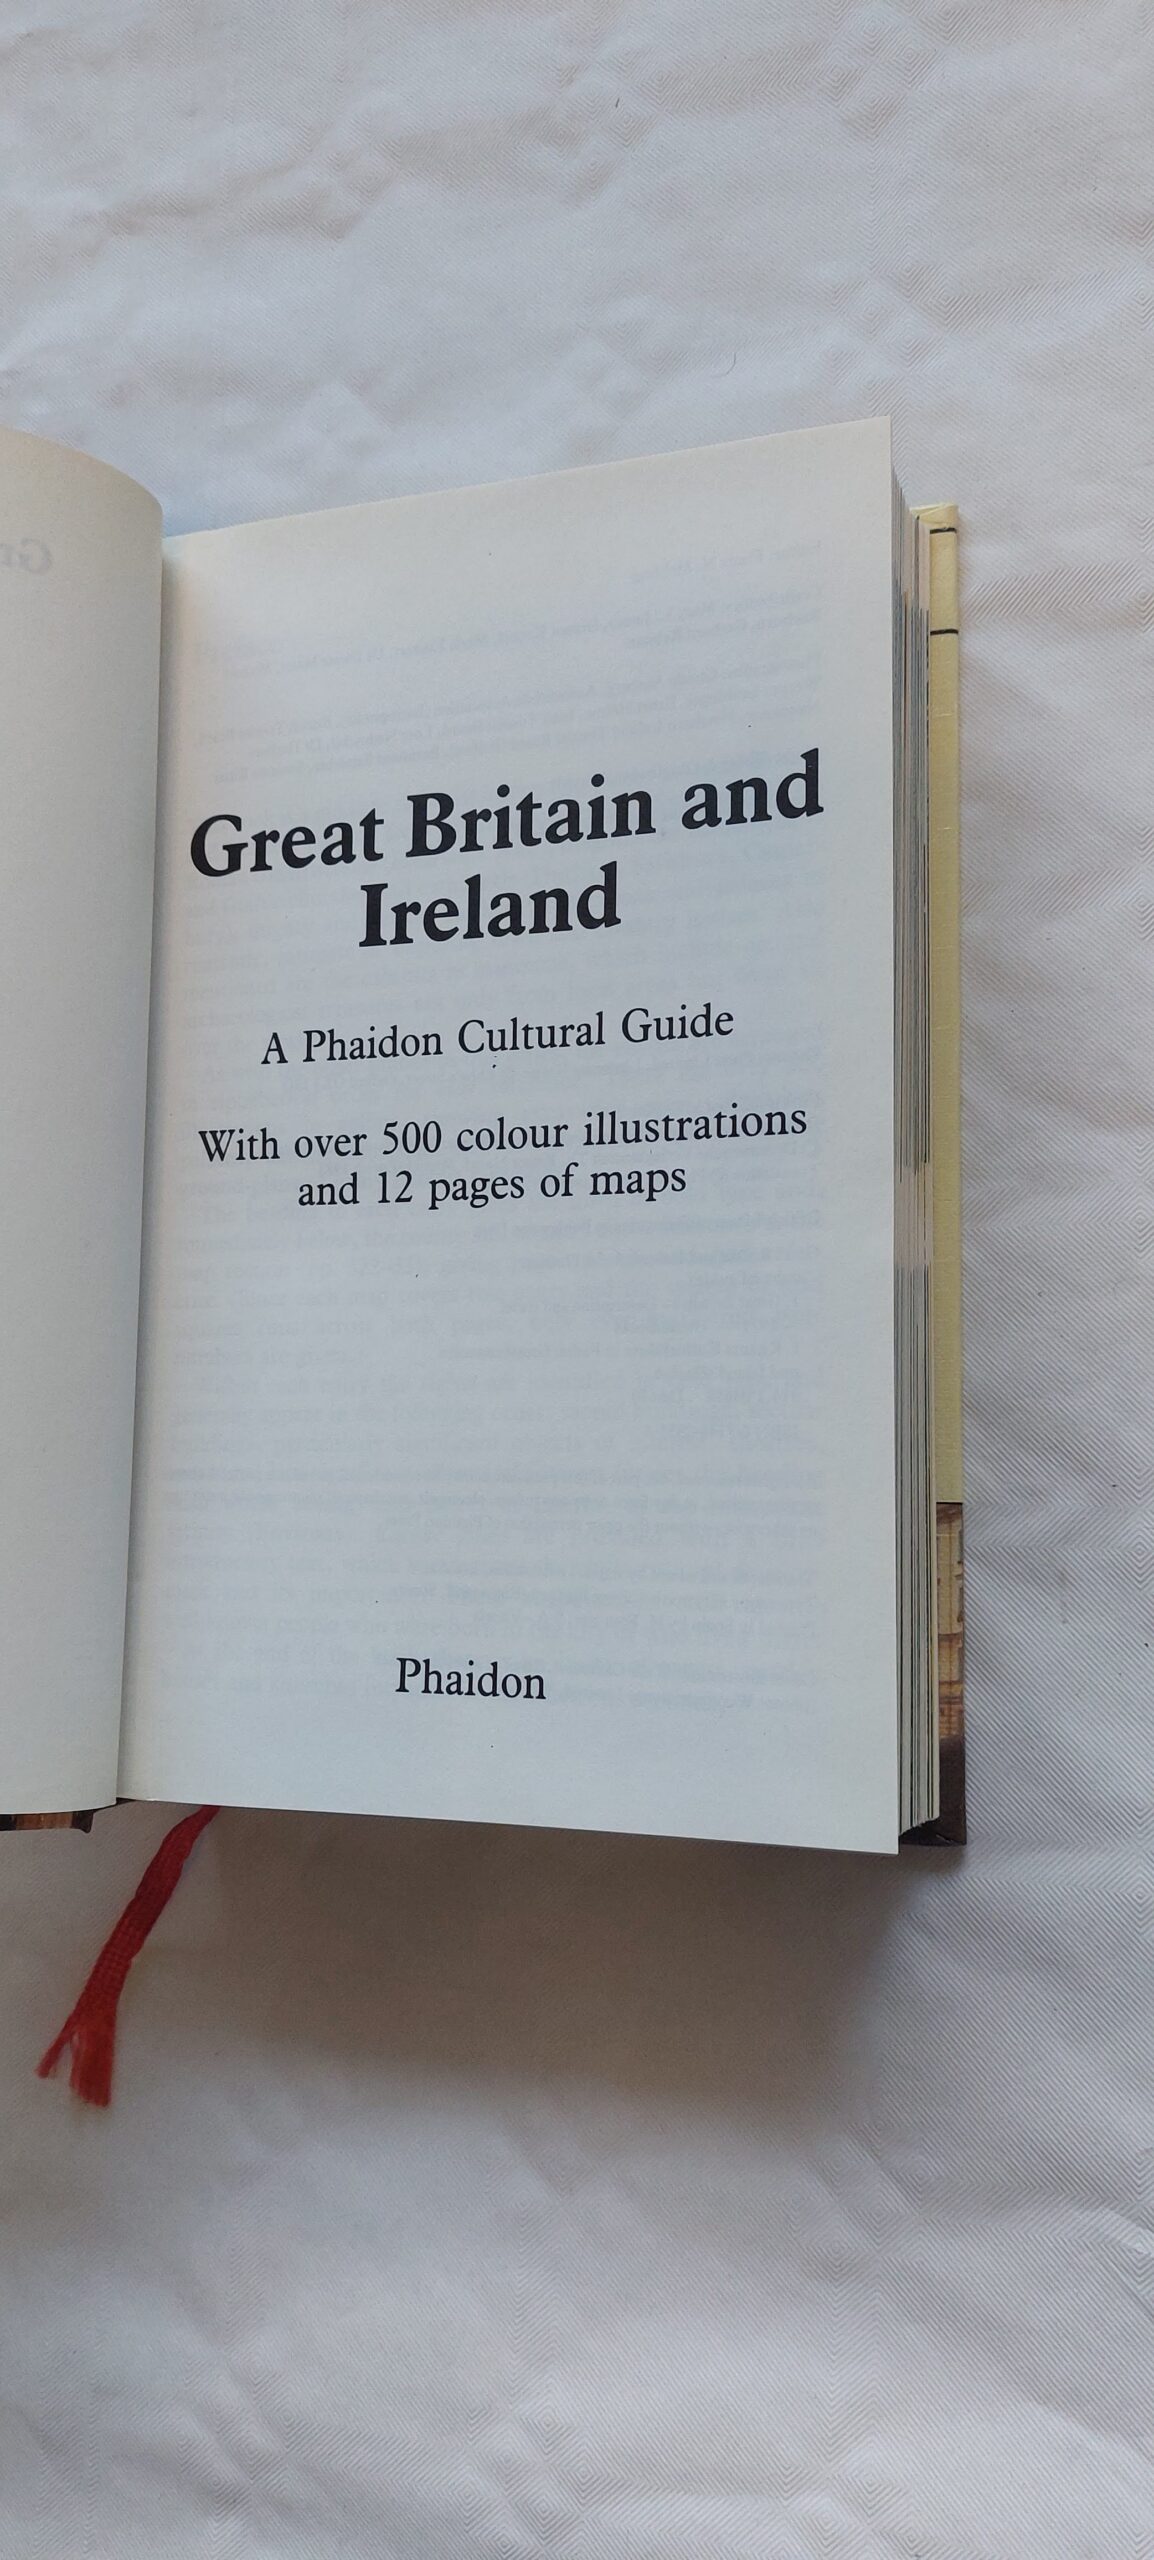 Great Britain and
Ireland
A Phaidon Cultural Guide
With over 500 colour illustrations
and 12 pages of maps
Phaidon